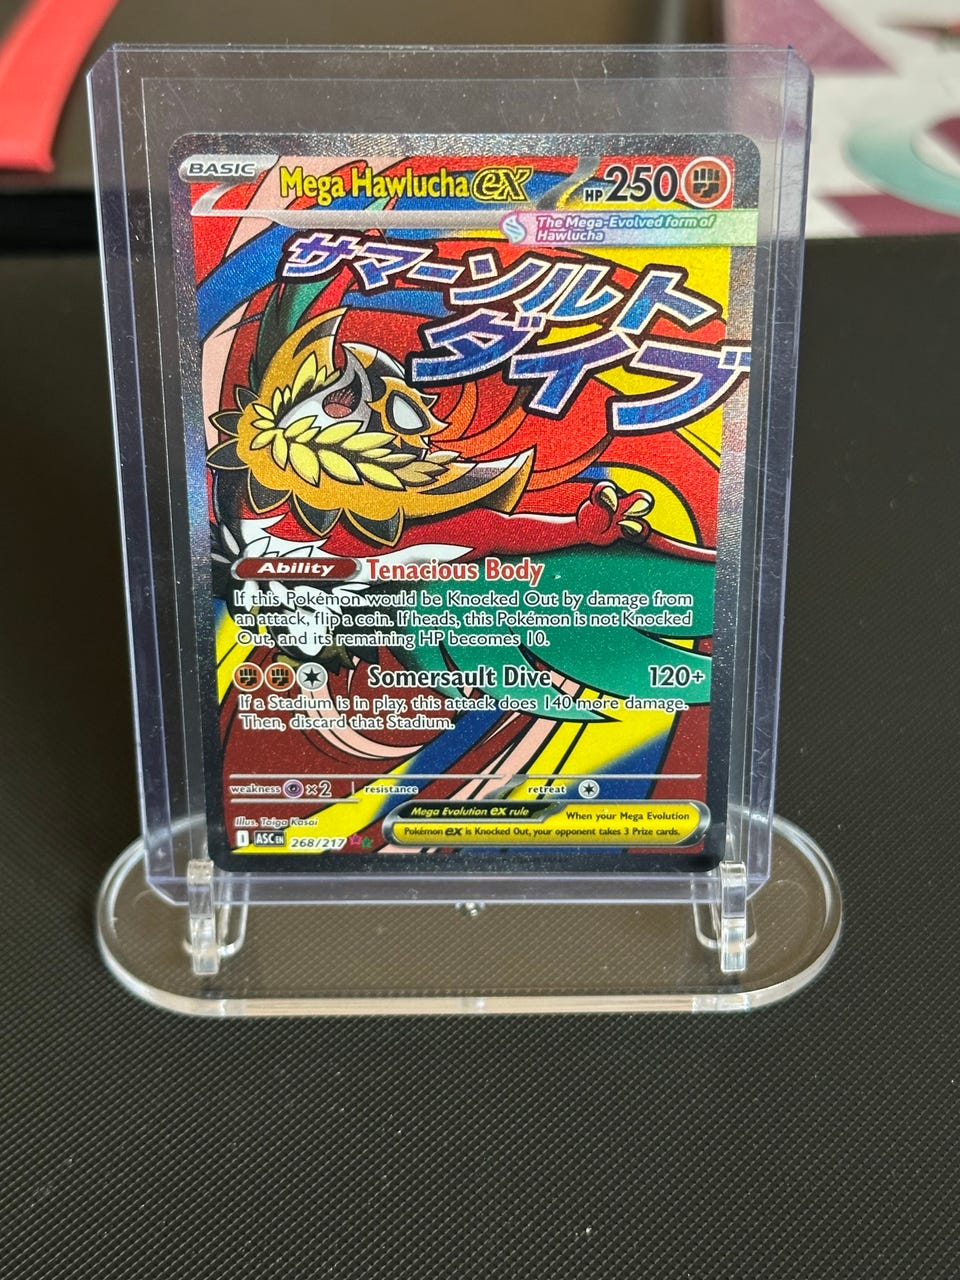 BASIC
Mega Hawlucha ex
HP 250
The Mega-Evolved form of
Hawlucha
サマーソルト
ダイブ
Ability Tenacious Body
If this Pokémon would be Knocked Out by damage from
an attack, flip a coin. If heads, this Pokémon is not Knocked
Out, and its remaining HP becomes 10.
Somersault Dive 120+
If a Stadium is in play, this attack does 140 more damage.
Then, discard that Stadium.
weakness ×2 resistance retreat
Illus. Taiga Kasai
Mega Evolution ex rule
When your Mega Evolution
Pokémon ex is Knocked Out, your opponent takes 3 Prize cards.
I ASC EN 268/217